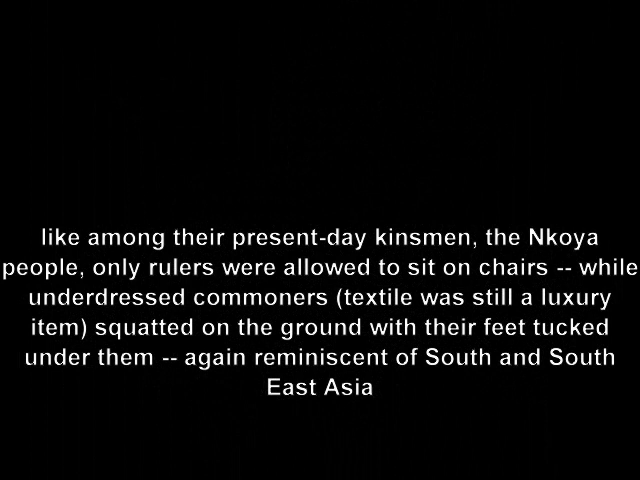 like among their present-day kinsmen, the Nkoya
people, only rulers were allowed to sit on chairs -- while
underdressed commoners (textile was still a luxury
item) squatted on the ground with their feet tucked
under them -- again reminiscent of South and South
East Asia